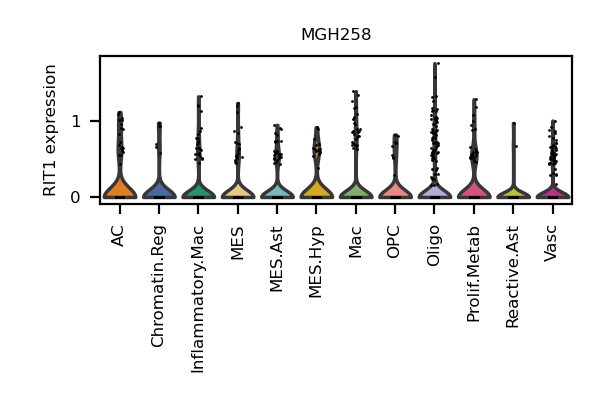 MGH258
RIT1 expression
1
0
AC
Chromatin.Reg
Inflammatory.Mac
MES
MES.Ast
MES.Hyp
Mac
OPC
Oligo
Prolif.Metab
Reactive.Ast
Vasc